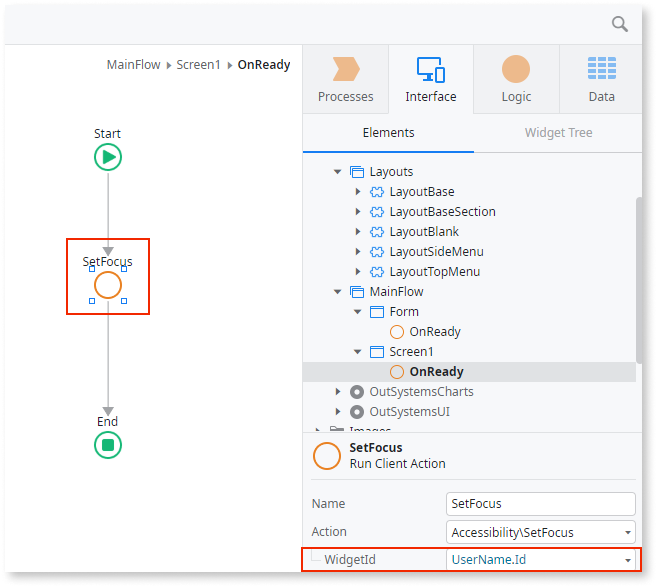 MainFlow Screen1 OnReady
Start
SetFocus
End
Processes
Interface
Logic
Data
Elements
Widget Tree
Layouts
LayoutBase
LayoutBaseSection
LayoutBlank
LayoutSideMenu
LayoutTopMenu
MainFlow
Form
OnReady
Screen1
OnReady
OutSystemsCharts
OutSystemsUI
Images
SetFocus
Run Client Action
Name SetFocus
Action Accessibility\SetFocus
WidgetId UserName.Id